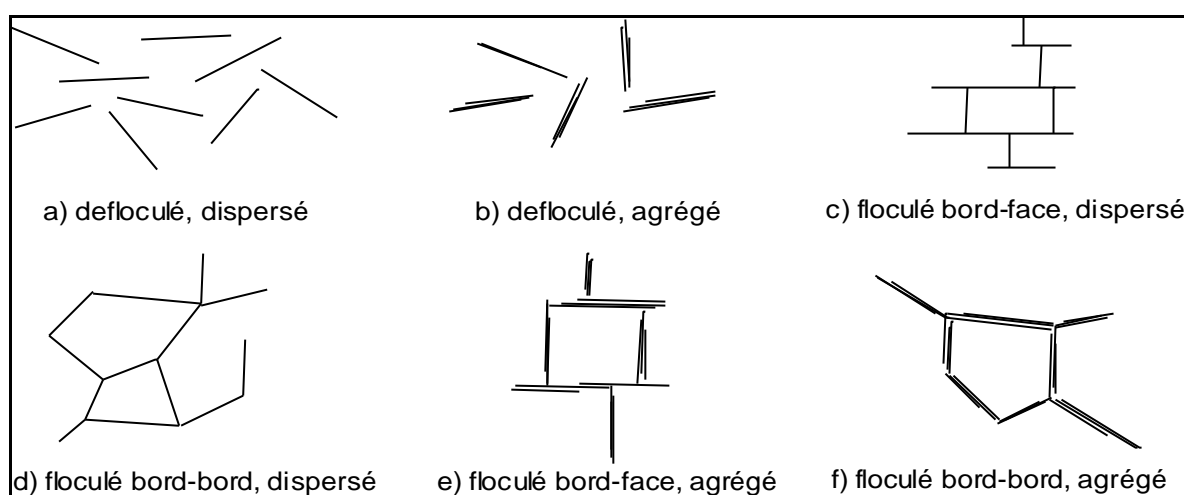 a) defloculé, dispersé
b) defloculé, agrégé
c) floculé bord-face, dispersé
d) floculé bord-bord, dispersé
e) floculé bord-face, agrégé
f) floculé bord-bord, agrégé